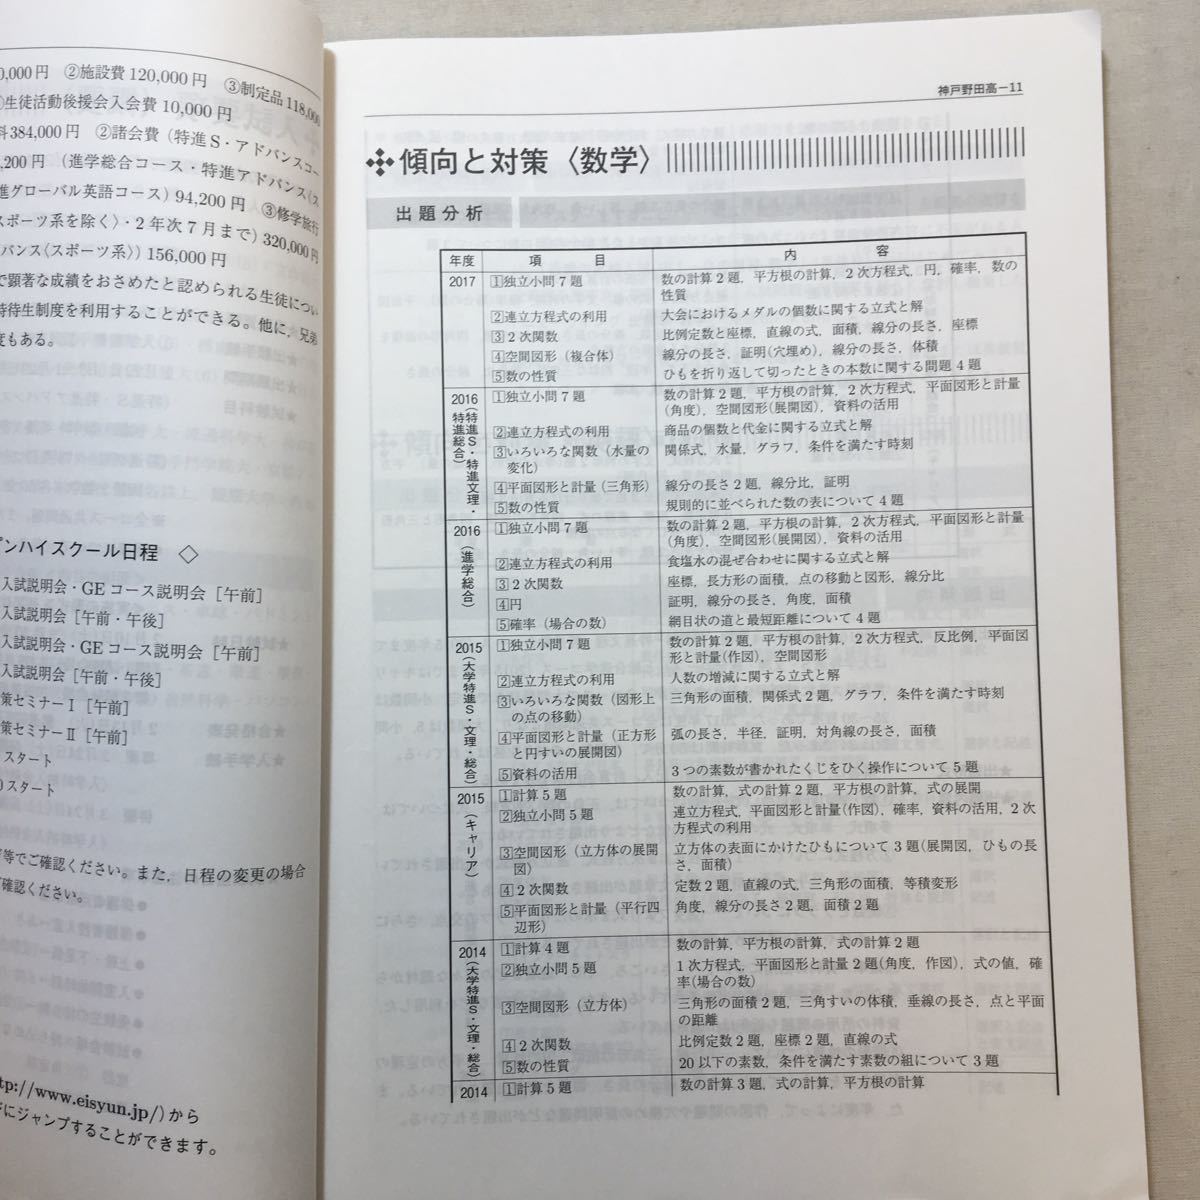 0,000円 ②施設費 120,000円 ③制定品 118,000
生徒活動後援会入会費 10,000円
料384,000円 ②諸会費（特進S・アドバンスコー
,200円 （進学総合コース・特進アドバンス〈ス
進グローバル英語コース）94,200円 ③修学旅行
スポーツ系を除く〉・2年次7月まで）320,000円
バンス〈スポーツ系〉）156,000円
で顕著な成績をおさめたと認められる生徒につい
特待生制度を利用することができる。他に，兄弟
度もある。
プンハイスクール日程 ◇
入試説明会・GEコース説明会［午前］
入試説明会［午前・午後］
入試説明会・GEコース説明会［午前］
入試説明会［午前・午後］
策セミナーⅠ［午前］
策セミナーⅡ［午前］
スタート
0スタート
等でご確認ください。また，日程の変更の場合
確認ください。
tp://www.eisyun.jp/）から
にジャンプすることができます。
神戸野田高－11
傾向と対策〈数学〉
出題分析
年度 項目 内容
2017 ①独立小問7題 数の計算2題，平方根の計算，2次方程式，円，確率，数の
性質
②連立方程式の利用 大会におけるメダルの個数に関する立式と解
③2次関数 比例定数と座標，直線の式，面積，線分の長さ，座標
④空間図形（複合体） 線分の長さ，証明(穴埋め)，線分の長さ，体積
⑤数の性質 ひもを折り返して切ったときの本数に関する問題4題
2016（特進S・特進文理・特進総合） ①独立小問7題 数の計算2題，平方根の計算，2次方程式，平面図形と計量
(角度)，空間図形(展開図)，資料の活用
②連立方程式の利用 商品の個数と代金に関する立式と解
③いろいろな関数（水量の 関係式，水量，グラフ，条件を満たす時刻
変化）
④平面図形と計量（三角形） 線分の長さ2題，線分比，証明
⑤数の性質 規則的に並べられた数の表について4題
2016（進学総合） ①独立小問7題 数の計算2題，平方根の計算，2次方程式，平面図形と計量
(角度)，空間図形(展開図)，資料の活用
②連立方程式の利用 食塩水の混ぜ合わせに関する立式と解
③2次関数 座標，長方形の面積，点の移動と図形，線分比
④円 証明，線分の長さ，角度，面積
⑤確率（場合の数） 網目状の道と最短距離について4題
2015（大学特進S・文理・総合） ①独立小問7題 数の計算2題，平方根の計算，2次方程式，反比例，平面図
形と計量(作図)，空間図形
②連立方程式の利用 人数の増減に関する立式と解
③いろいろな関数（図形上 三角形の面積，関係式2題，グラフ，条件を満たす時刻
の点の移動）
④平面図形と計量（正方形 弧の長さ，半径，証明，対角線の長さ，面積
と円すいの展開図）
⑤資料の活用 3つの素数が書かれたくじをひく操作について5題
2015（キャリア） ①計算5題 数の計算，式の計算2題，平方根の計算，式の展開
②独立小問5題 連立方程式，平面図形と計量(作図)，確率，資料の活用，2次
方程式の利用
③空間図形（立方体の展開 立方体の表面にかけたひもについて3題(展開図，ひもの長
図） さ，面積)
④2次関数 定数2題，直線の式，三角形の面積，等積変形
⑤平面図形と計量（平行四 角度，線分の長さ2題，面積2題
辺形）
2014（大学特進S・文理・総合） ①計算4題 数の計算，平方根の計算，式の計算2題
②独立小問5題 1次方程式，平面図形と計量2題(角度，作図)，式の値，確
率(場合の数)
③空間図形（立方体） 三角形の面積2題，三角すいの体積，垂線の長さ，点と平面
の距離
④2次関数 比例定数2題，座標2題，直線の式
⑤数の性質 20以下の素数，条件を満たす素数の組について3題
2014 ①計算5題 数の計算3題，式の計算，平方根の計算